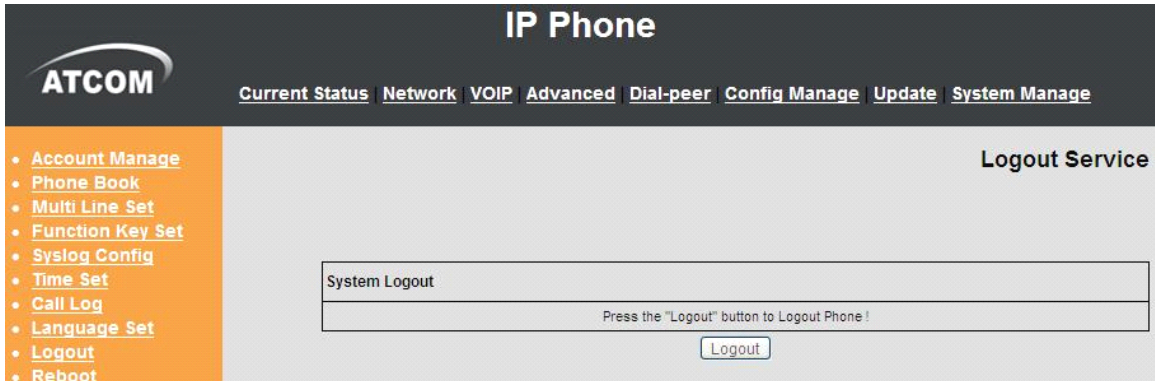 IP Phone
ATCOM
Current Status | Network | VOIP | Advanced | Dial-peer | Config Manage | Update | System Manage
Account Manage
Phone Book
Multi Line Set
Function Key Set
Syslog Config
Time Set
Call Log
Language Set
Logout
Reboot
Logout Service
System Logout
Press the "Logout" button to Logout Phone !
Logout